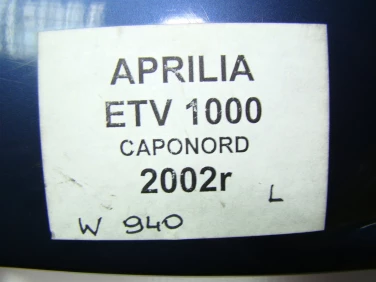 APRILIA
ETV 1000
CAPONORD
2002r
L
W 940